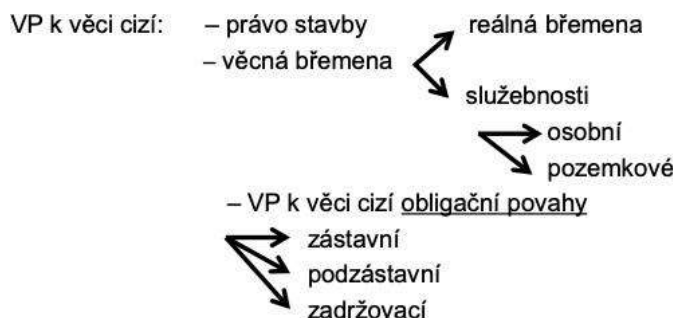 VP k věci cizí: – právo stavby reálná břemena
– věcná břemena
služebnosti
osobní
pozemkové
– VP k věci cizí obligační povahy
zástavní
podzástavní
zadržovací